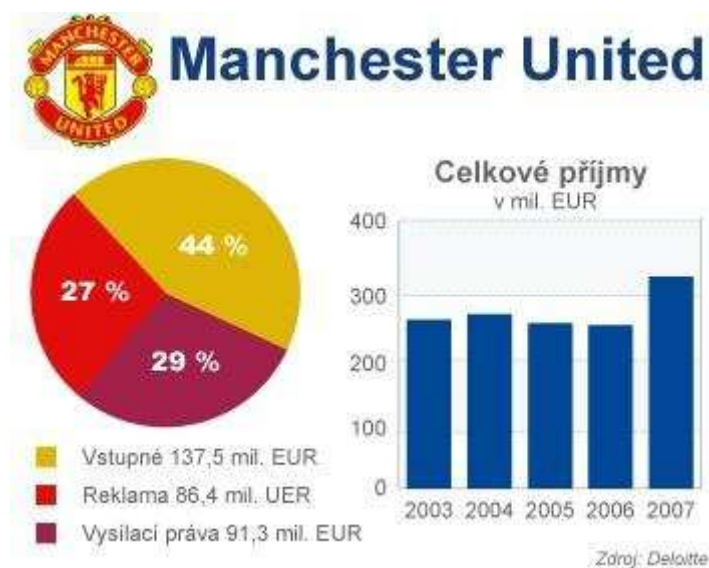 MANCHESTER
UNITED
Manchester United
44 %
27 %
29 %
Vstupné 137,5 mil. EUR
Reklama 86,4 mil. UER
Vysílací práva 91,3 mil. EUR
Celkové příjmy
v mil. EUR
400
300
200
100
0
2003 2004 2005 2006 2007
Zdroj: Deloitte